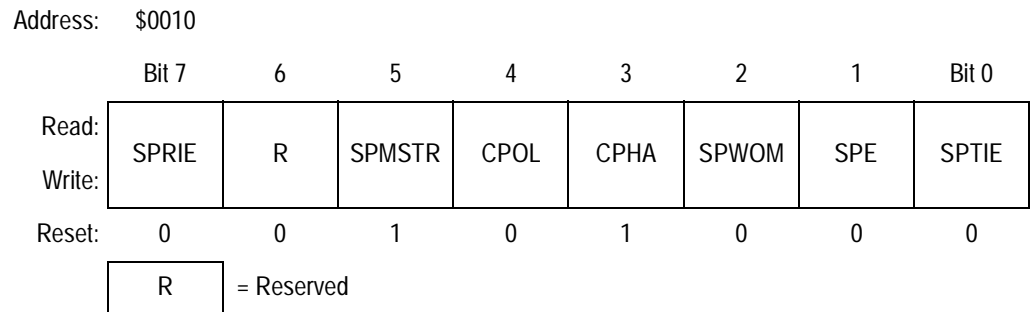 Address: $0010
Bit 7 6 5 4 3 2 1 Bit 0
Read:
SPRIE R SPMSTR CPOL CPHA SPWOM SPE SPTIE
Write:
Reset: 0 0 1 0 1 0 0 0
R = Reserved